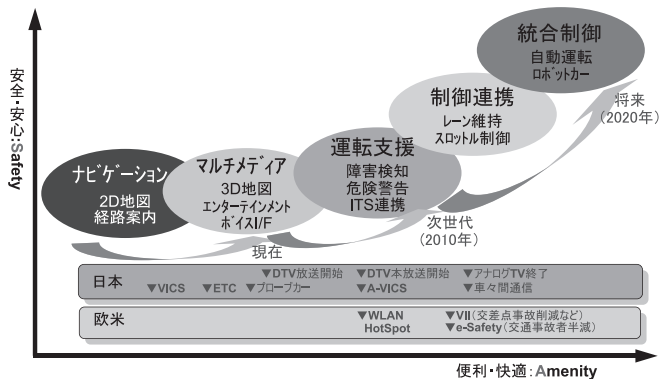 安全・安心:Safety
統合制御
自動運転
ロボットカー
制御連携
レーン維持
スロットル制御
将来
(2020年)
運転支援
障害検知
危険警告
ITS連携
マルチメディア
3D地図
エンターテインメント
ボイスI/F
ナビゲーション
2D地図
経路案内
現在
次世代
(2010年)
日本
▼DTV放送開始
▼DTV本放送開始
▼アナログTV終了
▼VICS
▼ETC
▼プローブカー
▼A-VICS
▼車々間通信
欧米
▼WLAN
HotSpot
▼VII(交差点事故削減など)
▼e-Safety(交通事故者半減)
便利・快適:Amenity